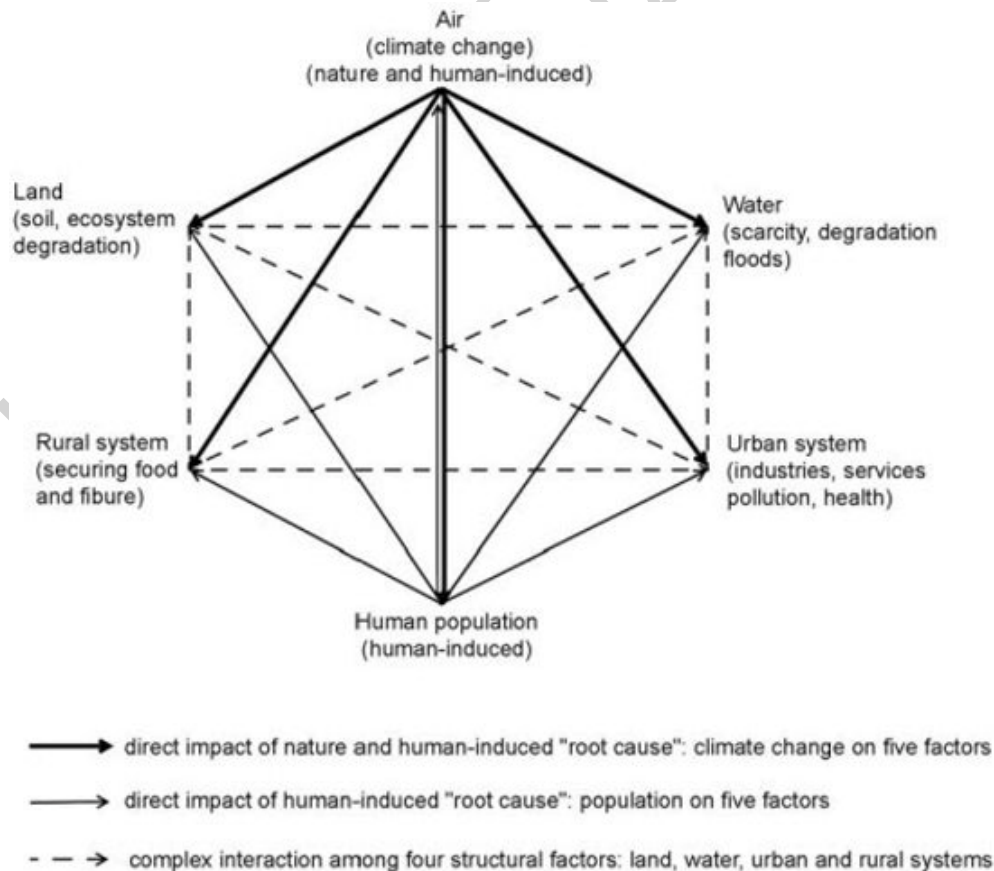 Air
(climate change)
(nature and human-induced)
Land
(soil, ecosystem
degradation)
Water
(scarcity, degradation
floods)
Rural system
(securing food
and fibure)
Urban system
(industries, services
pollution, health)
Human population
(human-induced)
direct impact of nature and human-induced "root cause": climate change on five factors
direct impact of human-induced "root cause": population on five factors
complex interaction among four structural factors: land, water, urban and rural systems